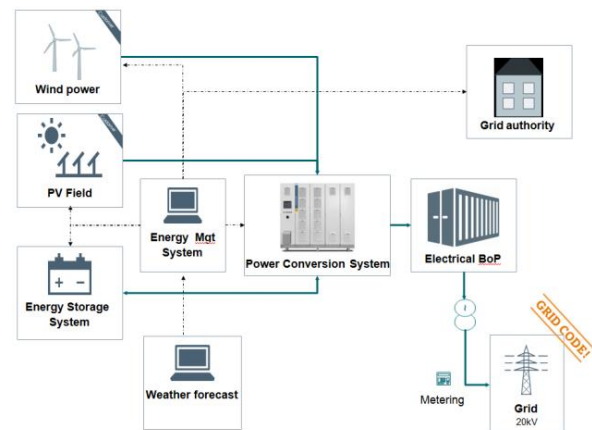 Wind power
PV Field
Energy Storage
System
Energy Mgt
System
Weather forecast
Power Conversion System
Grid authority
Electrical BoP
GRID CODE!
Metering
Grid
20kV